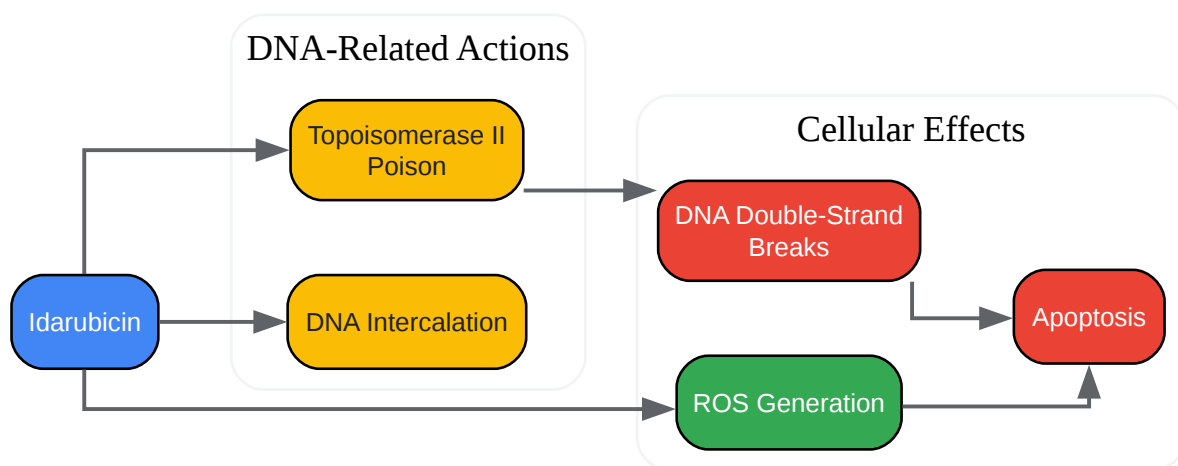 DNA-Related Actions
Topoisomerase II
Poison
Cellular Effects
DNA Double-Strand
Breaks
Idarubicin
DNA Intercalation
Apoptosis
ROS Generation